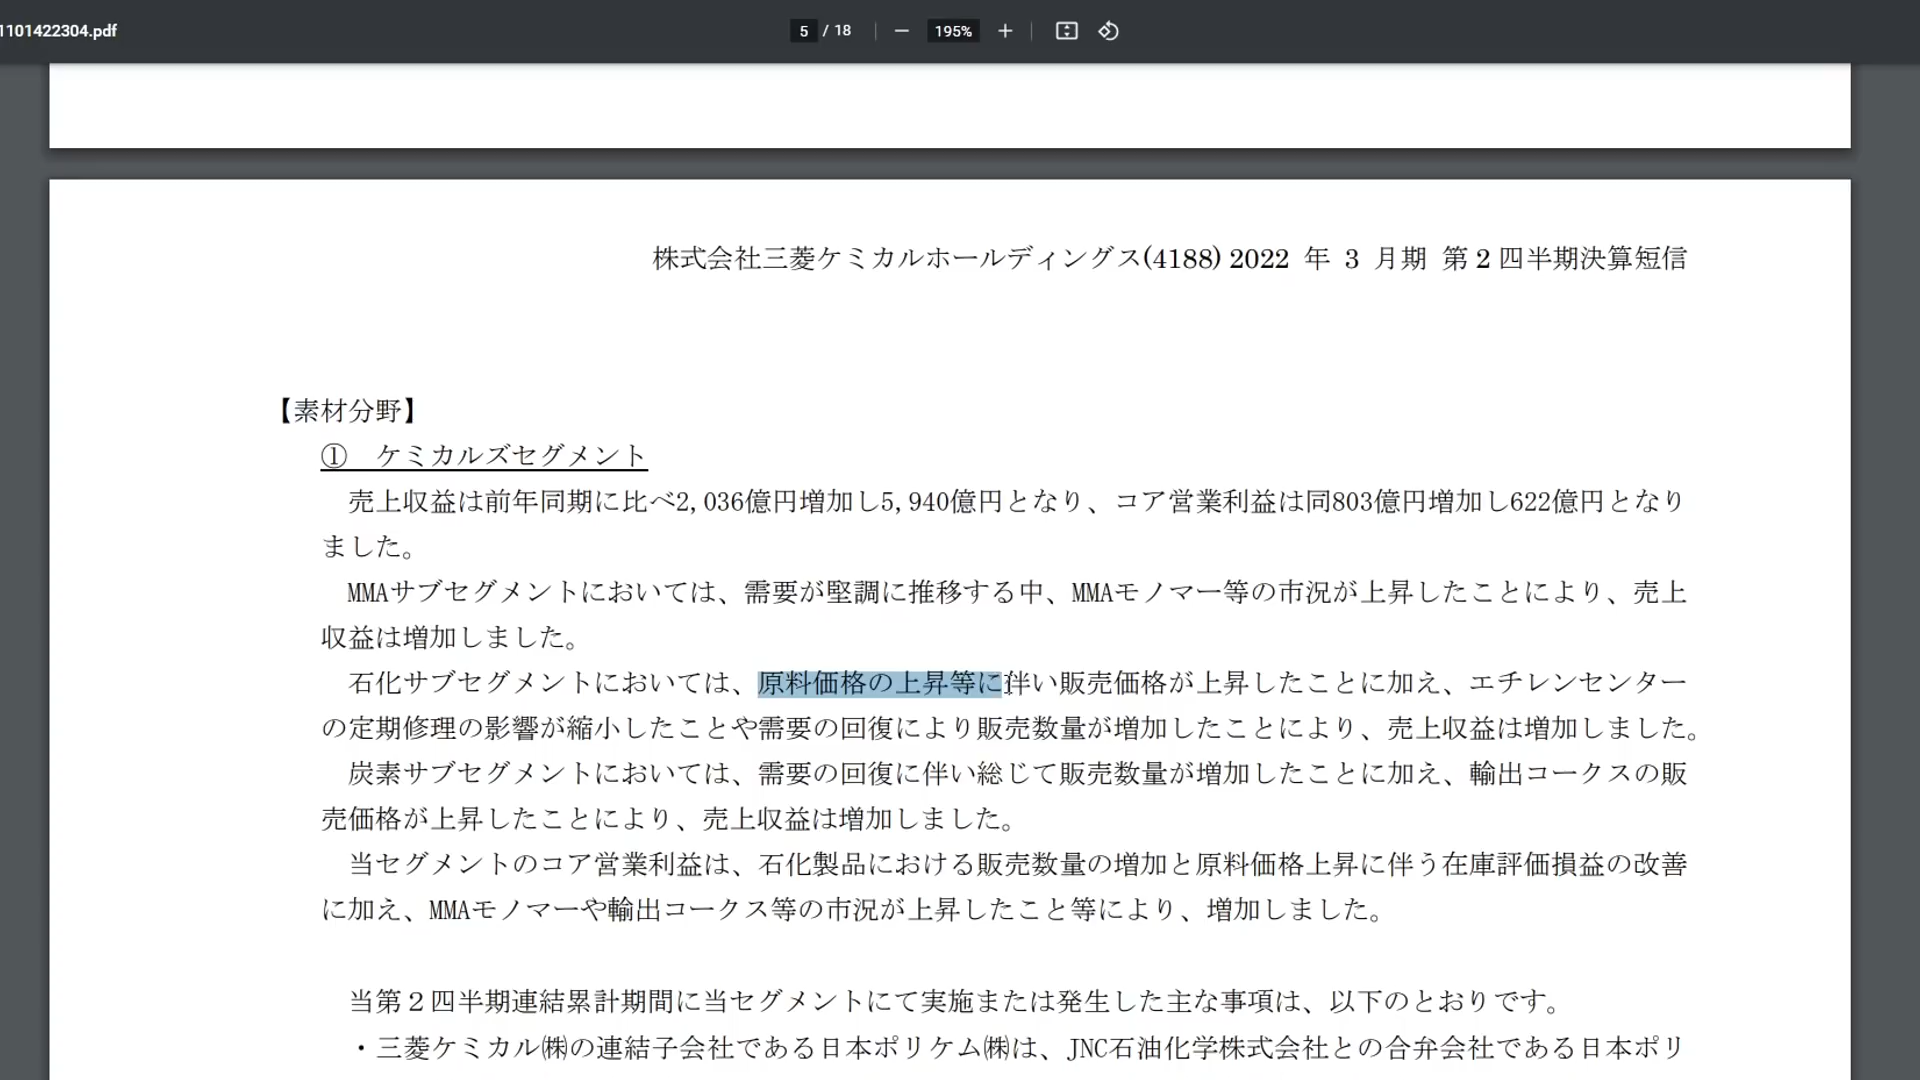 1101422304.pdf
5 / 18
195%
株式会社三菱ケミカルホールディングス(4188) 2022 年 3 月期 第２四半期決算短信
【素材分野】
① ケミカルズセグメント
売上収益は前年同期に比べ2,036億円増加し5,940億円となり、コア営業利益は同803億円増加し622億円となり
ました。
MMAサブセグメントにおいては、需要が堅調に推移する中、MMAモノマー等の市況が上昇したことにより、売上
収益は増加しました。
石化サブセグメントにおいては、原料価格の上昇等に伴い販売価格が上昇したことに加え、エチレンセンター
の定期修理の影響が縮小したことや需要の回復により販売数量が増加したことにより、売上収益は増加しました。
炭素サブセグメントにおいては、需要の回復に伴い総じて販売数量が増加したことに加え、輸出コークスの販
売価格が上昇したことにより、売上収益は増加しました。
当セグメントのコア営業利益は、石化製品における販売数量の増加と原料価格上昇に伴う在庫評価損益の改善
に加え、MMAモノマーや輸出コークス等の市況が上昇したこと等により、増加しました。
当第２四半期連結累計期間に当セグメントにて実施または発生した主な事項は、以下のとおりです。
・三菱ケミカル㈱の連結子会社である日本ポリケム㈱は、JNC石油化学株式会社との合弁会社である日本ポリ